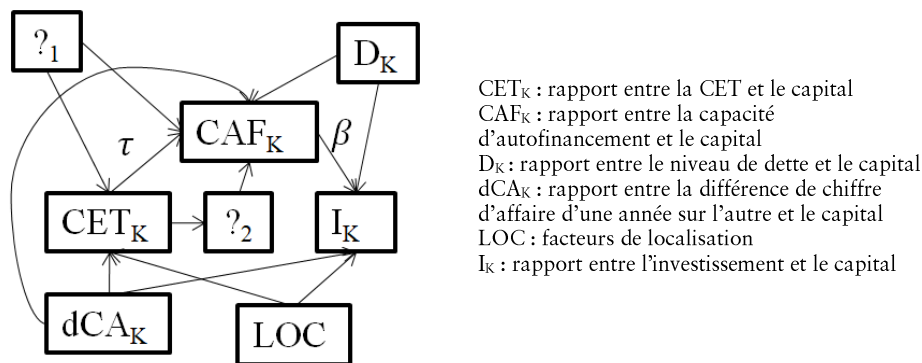 ?1
DK
CAFK
τ
β
CETK
?2
IK
dCAK
LOC
CETK : rapport entre la CET et le capital
CAFK : rapport entre la capacité
d'autofinancement et le capital
DK : rapport entre le niveau de dette et le capital
dCAK : rapport entre la différence de chiffre
d'affaire d'une année sur l'autre et le capital
LOC : facteurs de localisation
IK : rapport entre l'investissement et le capital